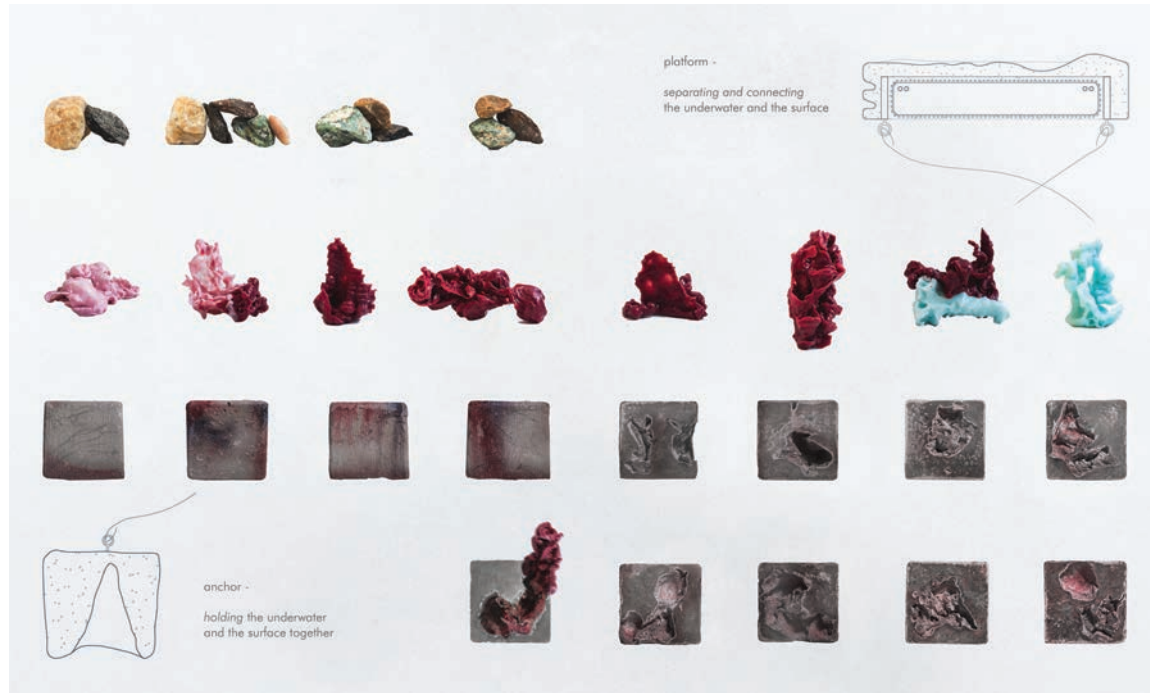 platform -
separating and connecting
the underwater and the surface
anchor -
holding the underwater
and the surface together